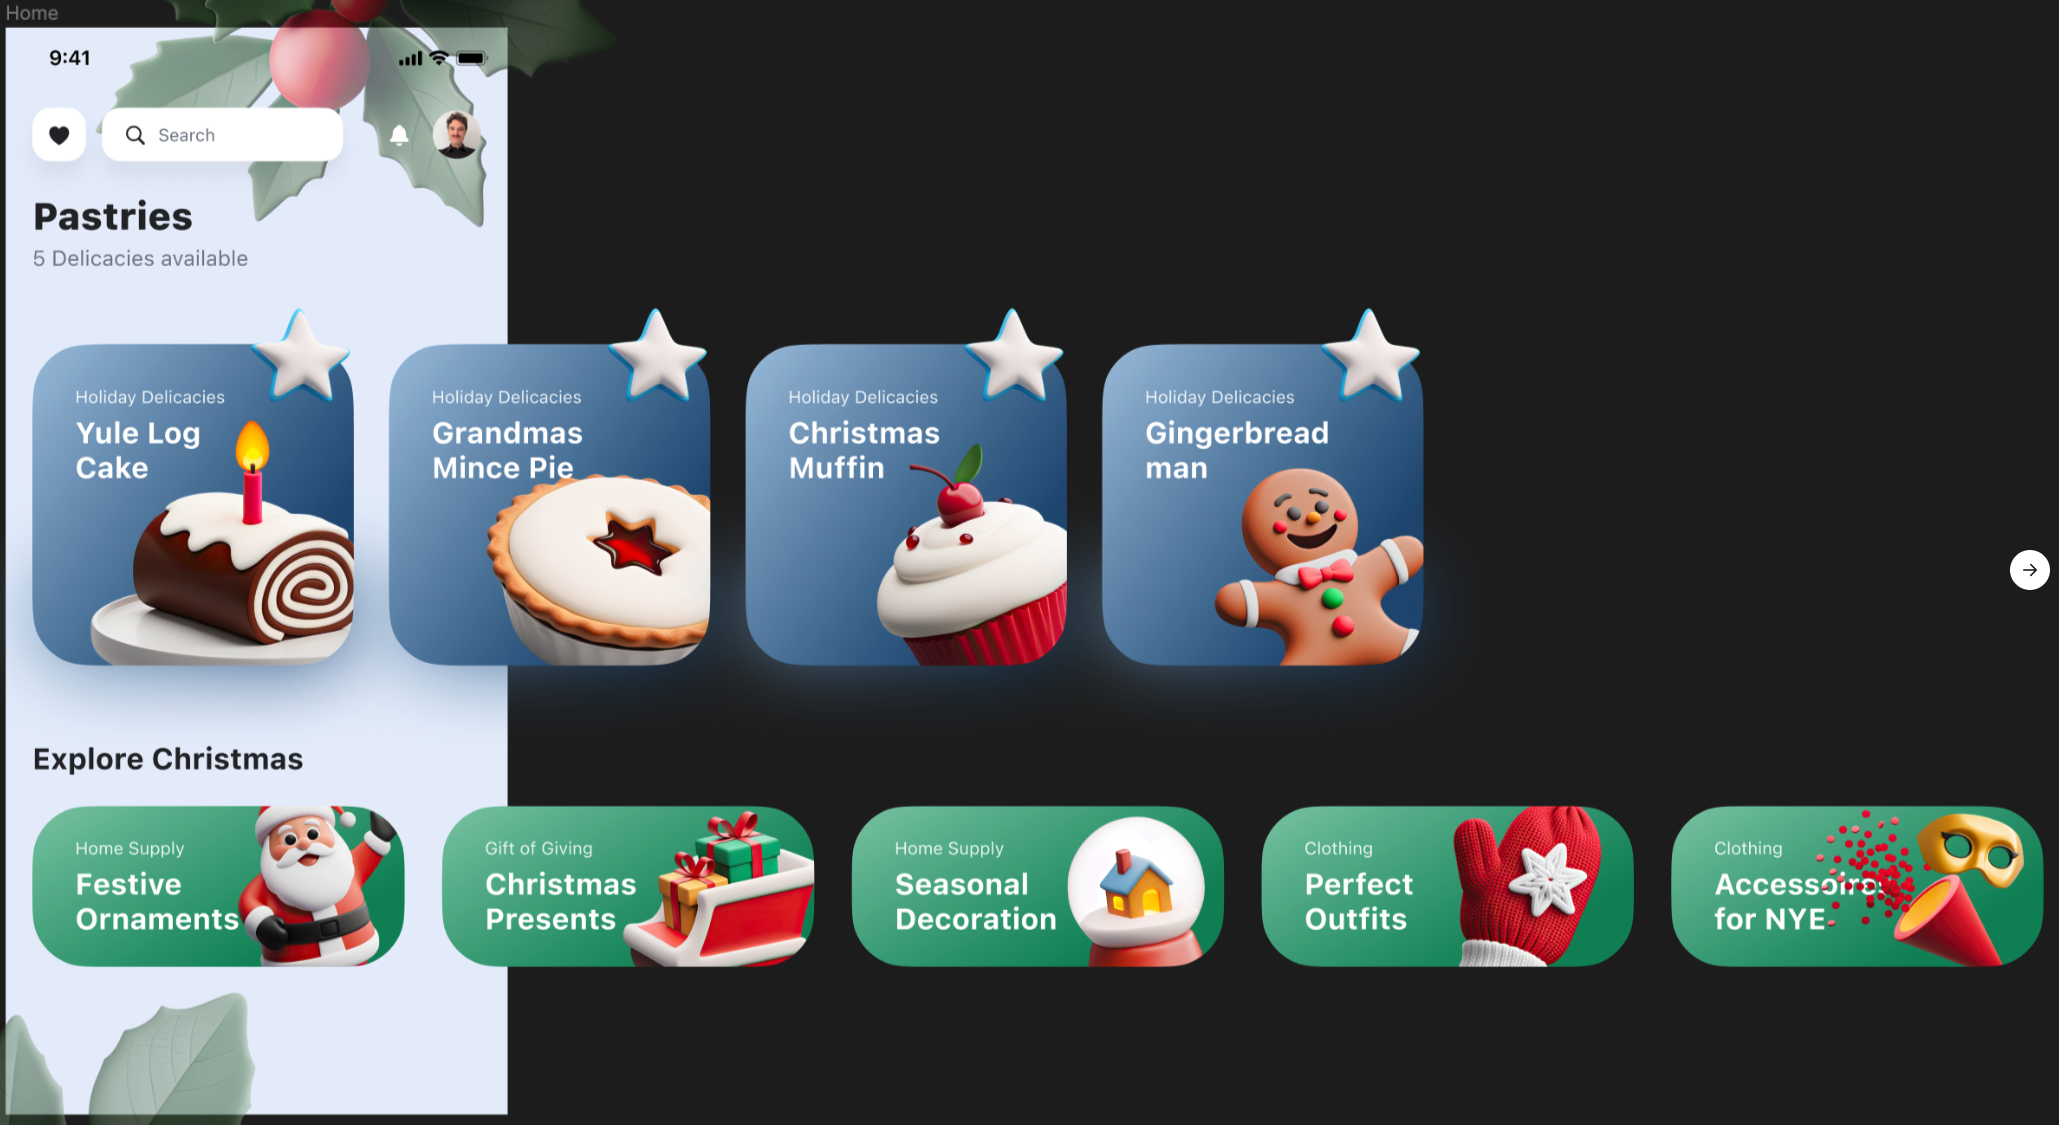 Home
9:41
Search
Pastries
5 Delicacies available
Holiday Delicacies
Yule Log
Cake
Holiday Delicacies
Grandmas
Mince Pie
Holiday Delicacies
Christmas
Muffin
Holiday Delicacies
Gingerbread
man
Explore Christmas
Home Supply
Festive
Ornaments
Gift of Giving
Christmas
Presents
Home Supply
Seasonal
Decoration
Clothing
Perfect
Outfits
Clothing
for NYE